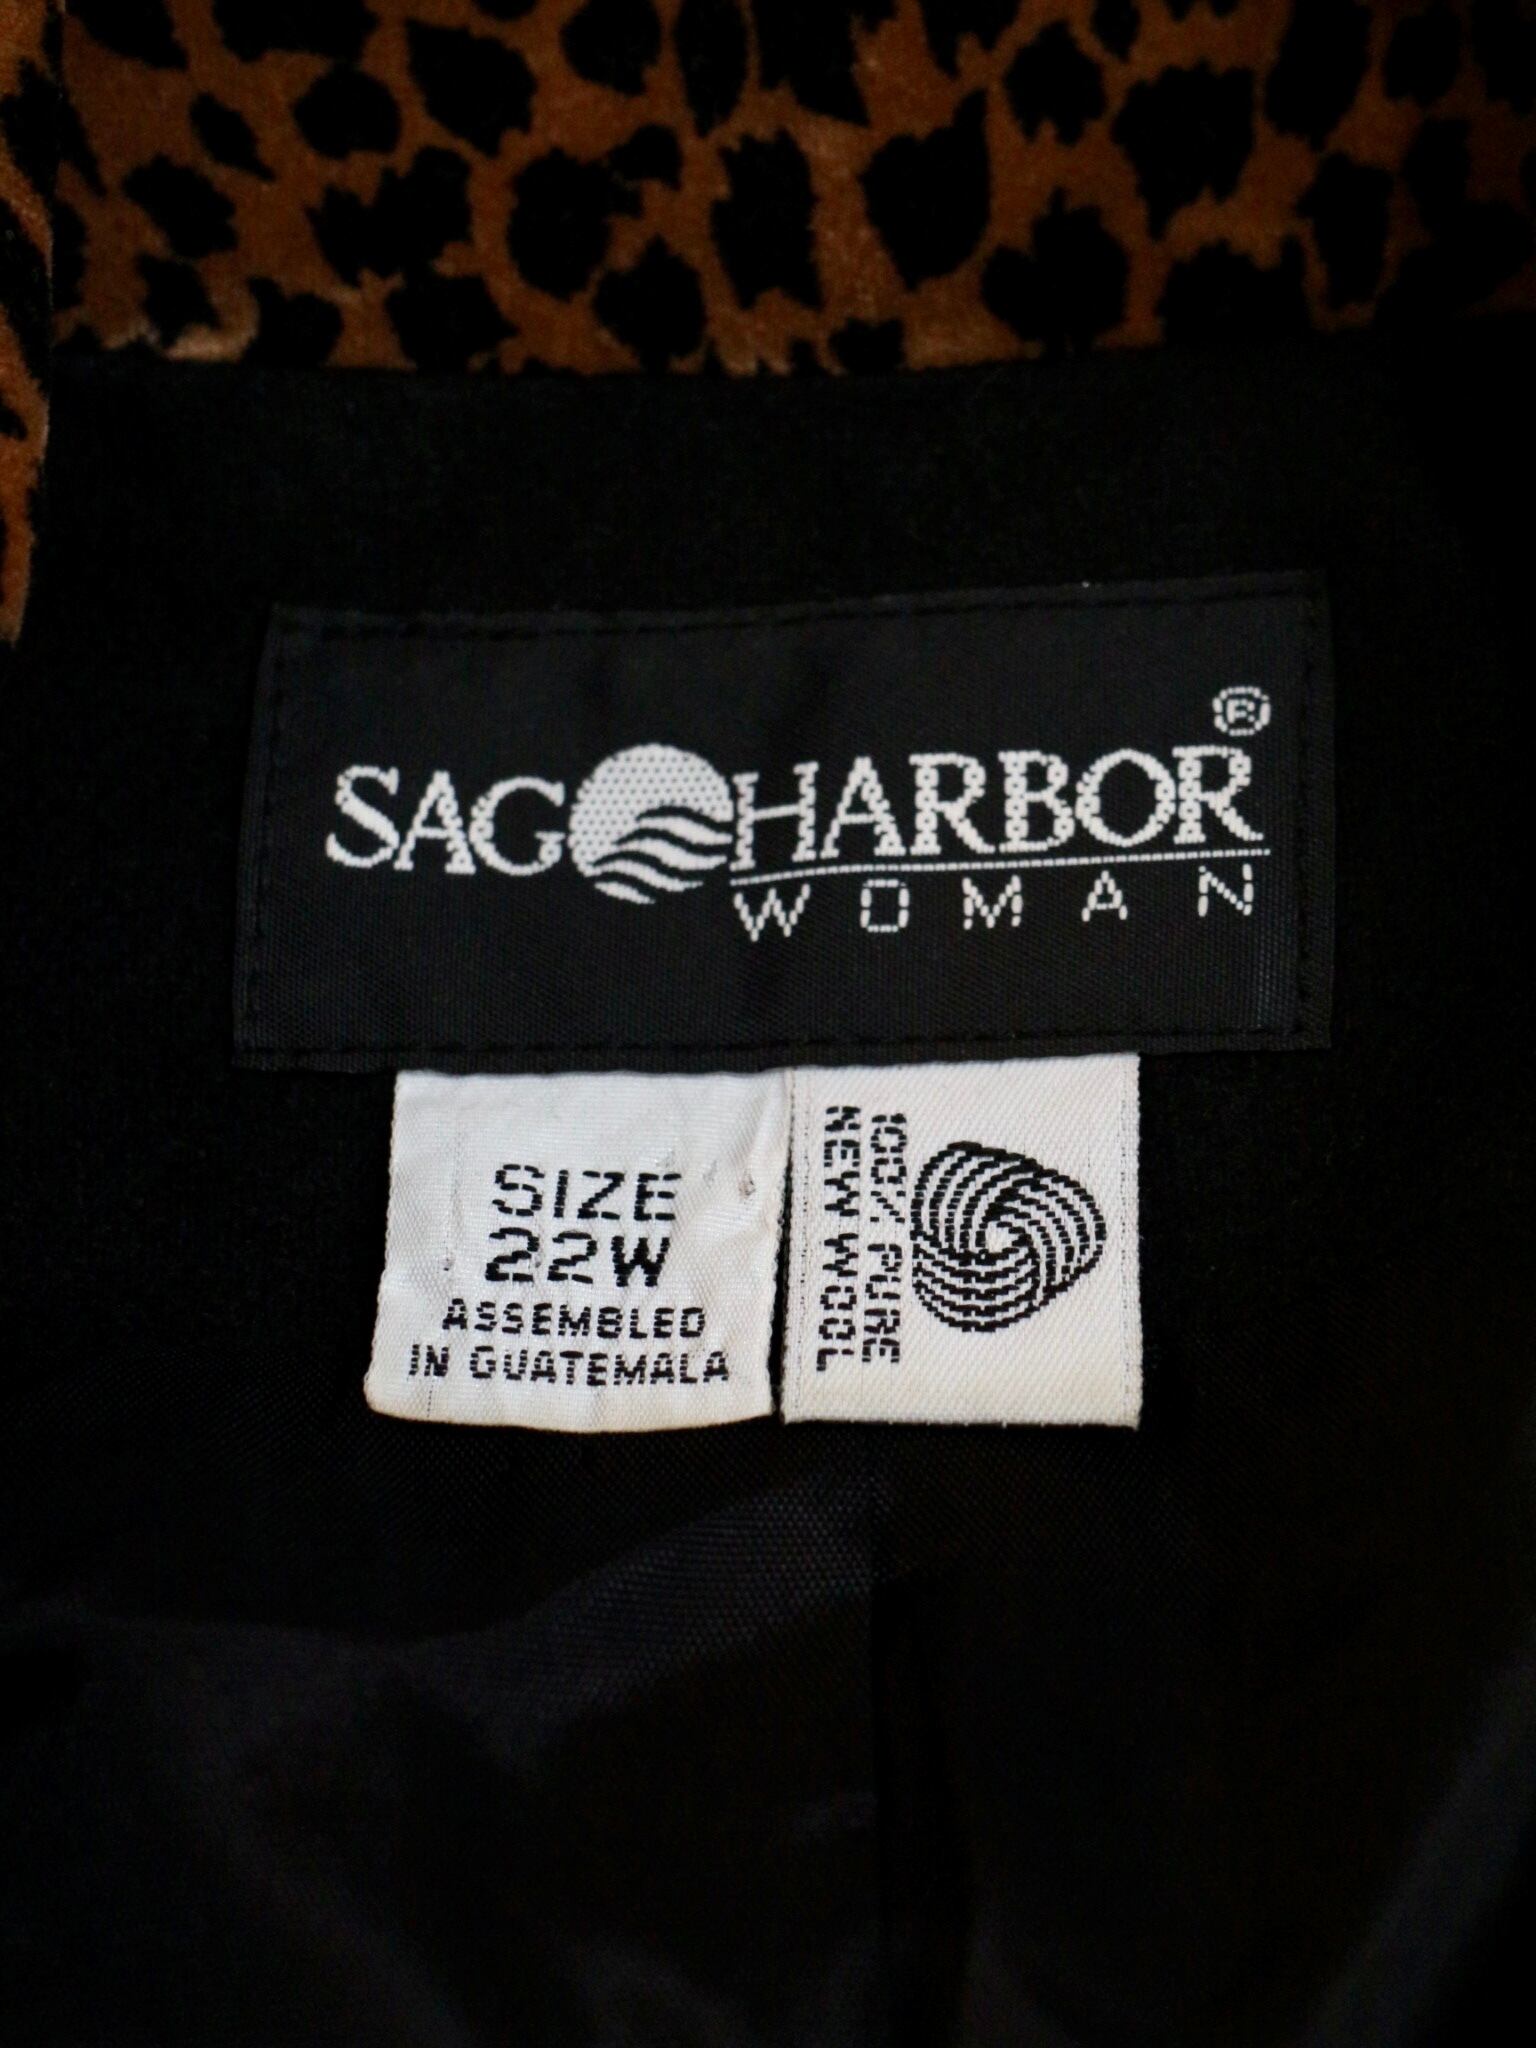 SAG HARBOR®
WOMAN
SIZE
22W
ASSEMBLED
IN GUATEMALA
100% PURE
NEW WOOL